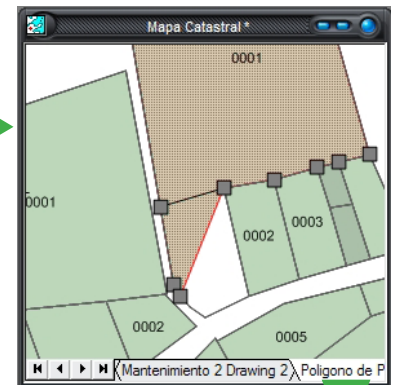 Mapa Catastral *
0001
0001
0002 0003
0002
0005
Mantenimiento 2 Drawing 2 Poligono de P